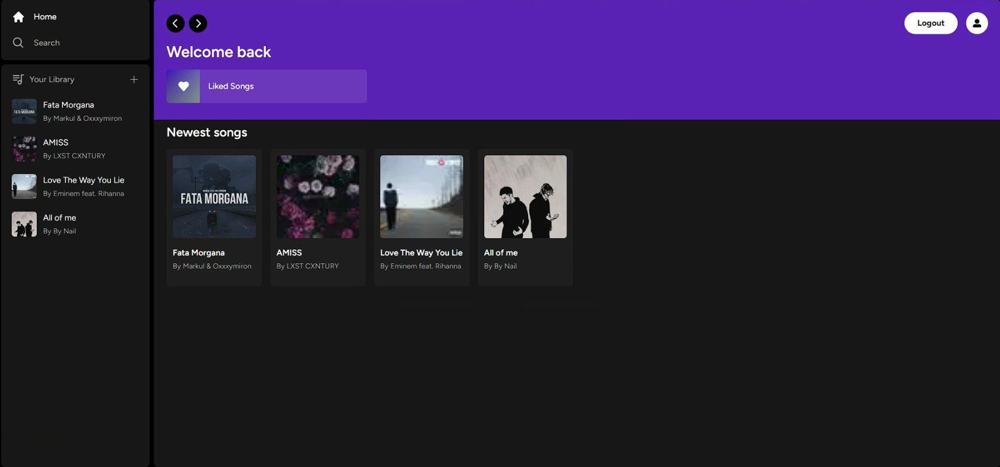 Home
Search
Your Library
Fata Morgana
By Markul & Oxxxymiron
AMISS
By LXST CXNTURY
Love The Way You Lie
By Eminem feat. Rihanna
All of me
By By Nail
Logout
Welcome back
Liked Songs
Newest songs
FATA MORGANA
Fata Morgana
By Markul & Oxxxymiron
AMISS
By LXST CXNTURY
Love The Way You Lie
By Eminem feat. Rihanna
All of me
By By Nail